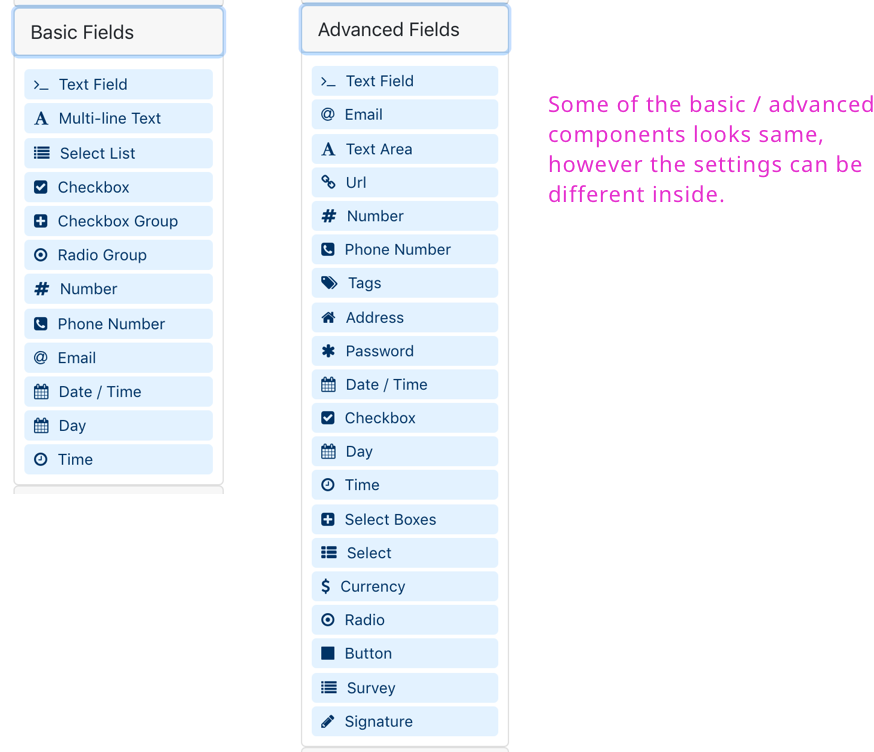 Basic Fields
Text Field
Multi-line Text
Select List
Checkbox
Checkbox Group
Radio Group
Number
Phone Number
Email
Date / Time
Day
Time
Advanced Fields
Text Field
Email
Text Area
Url
Number
Phone Number
Tags
Address
Password
Date / Time
Checkbox
Day
Time
Select Boxes
Select
Currency
Radio
Button
Survey
Signature
Some of the basic / advanced
components looks same,
however the settings can be
different inside.